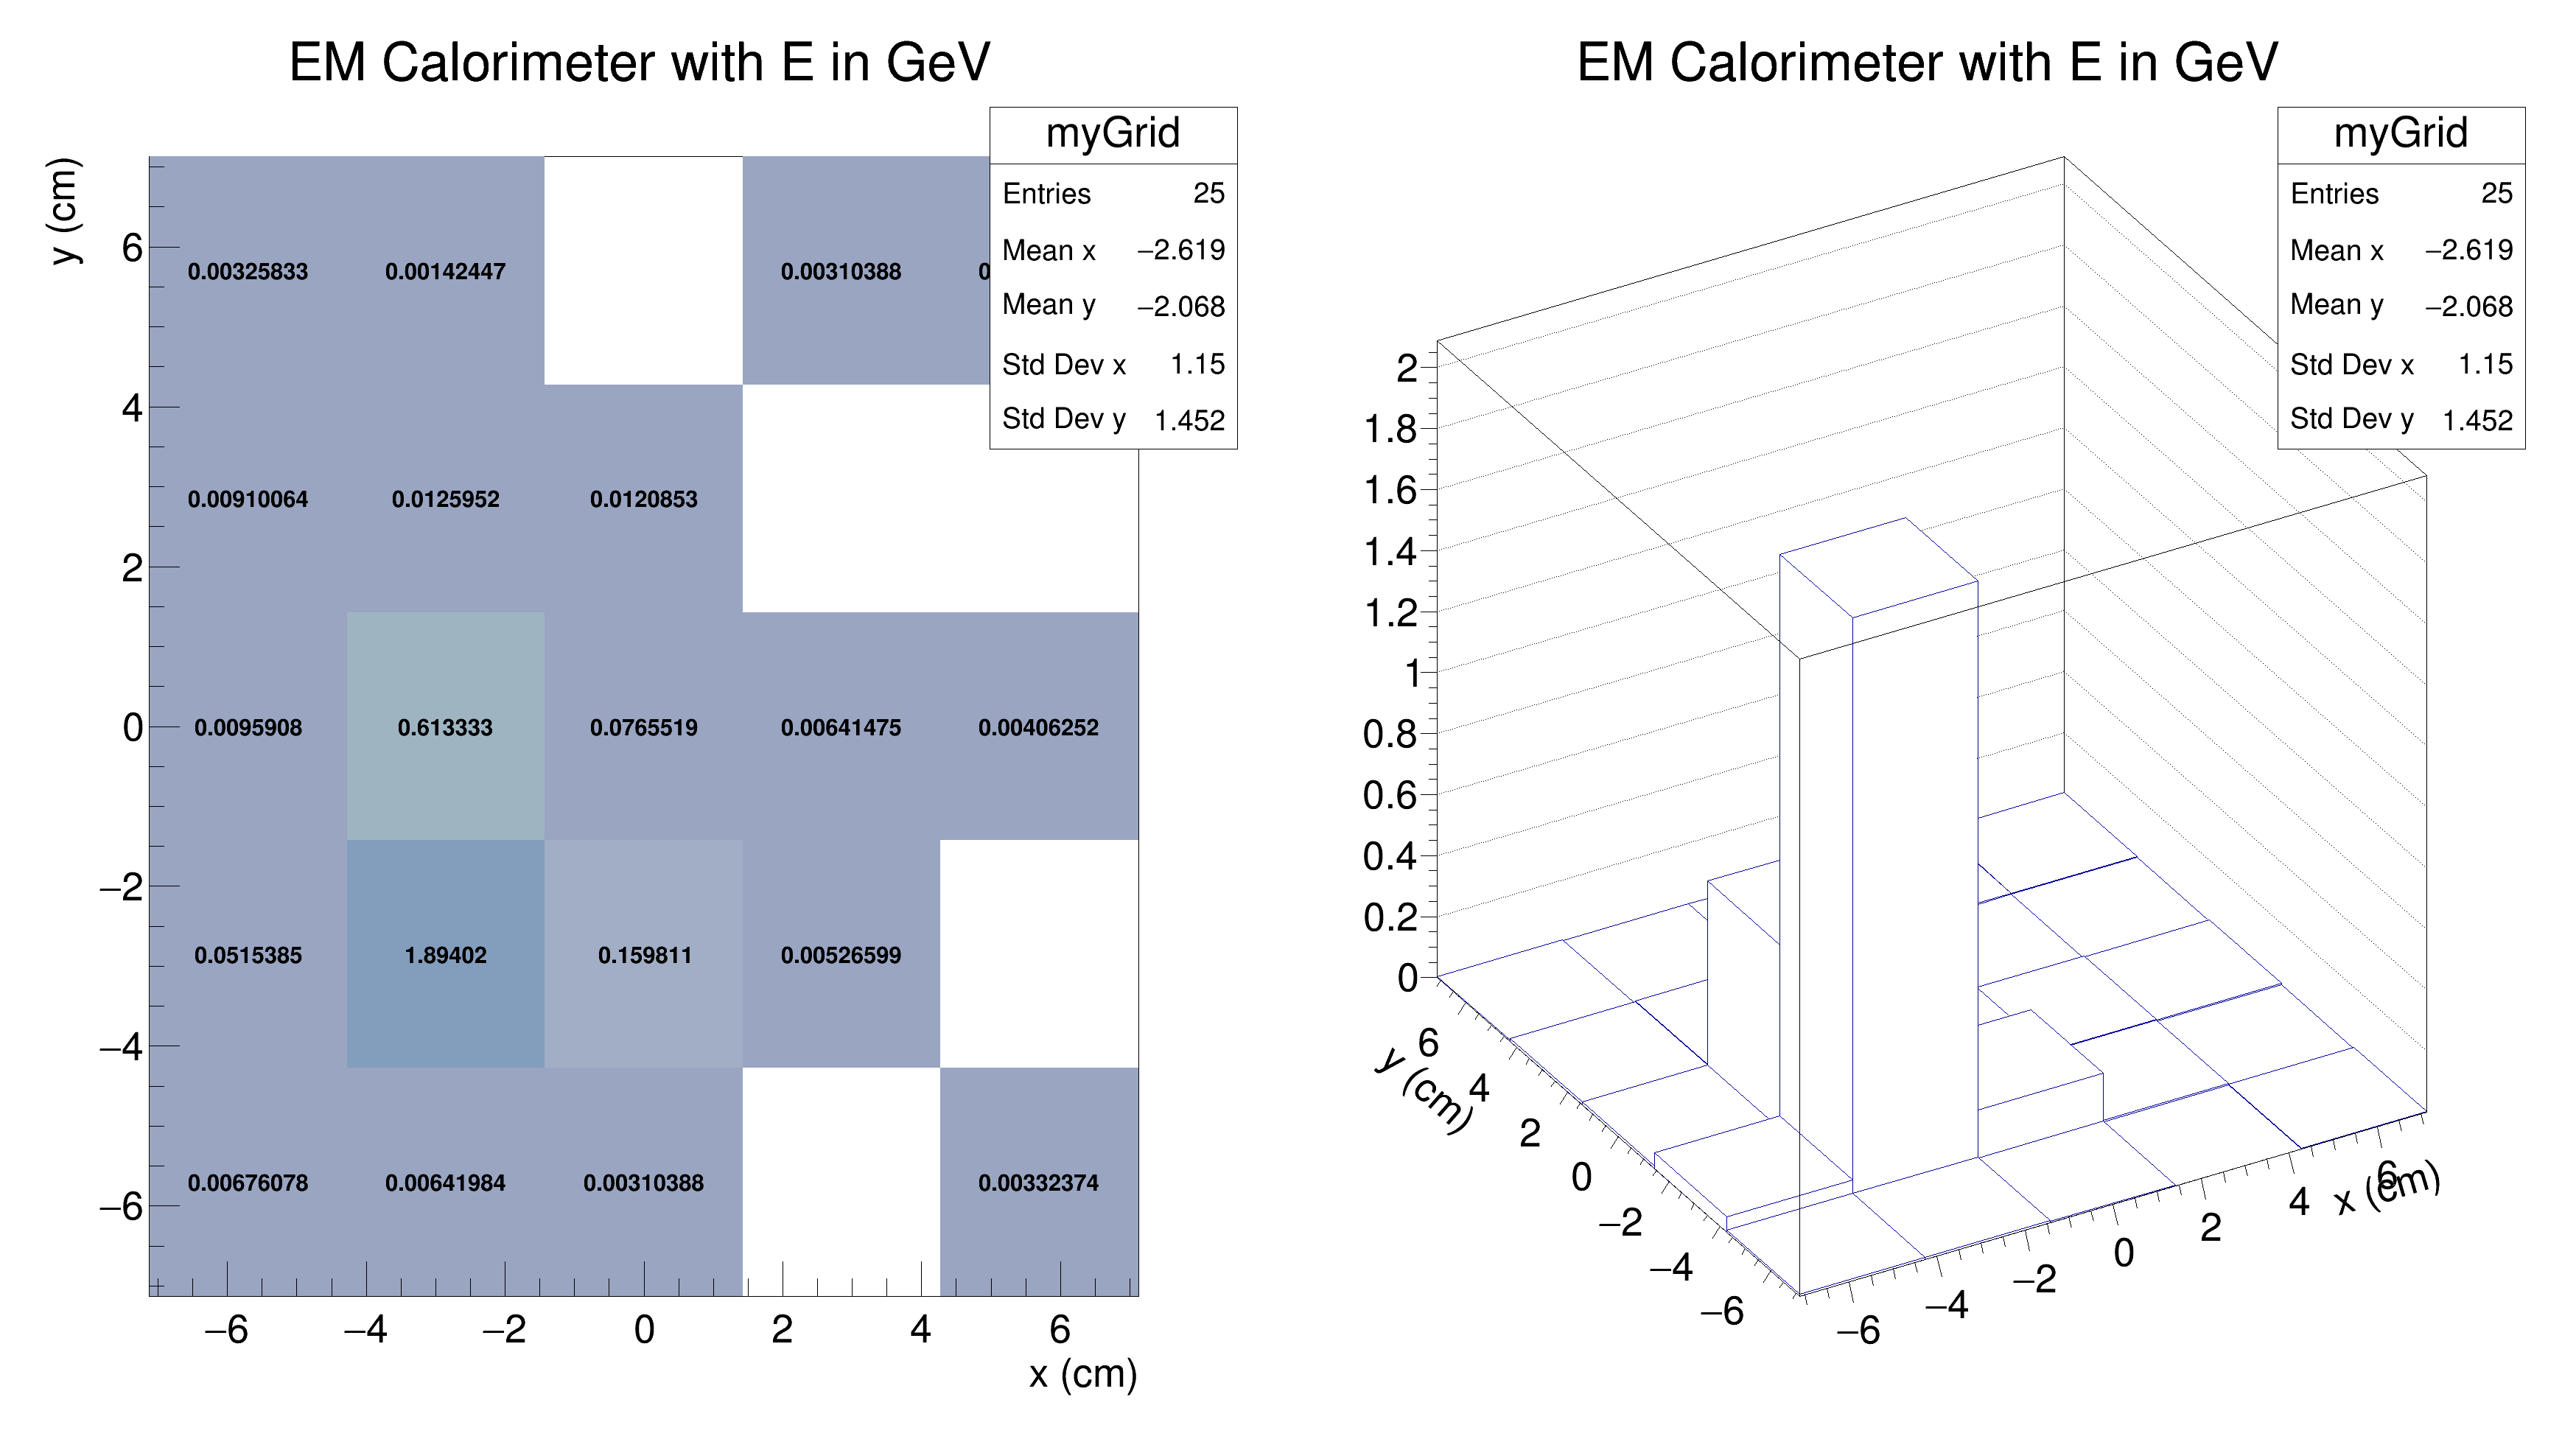 EM Calorimeter with E in GeV
myGrid
Entries 25
Mean x −2.619
Mean y −2.068
Std Dev x 1.15
Std Dev y 1.452
y (cm)
6
4
2
0
−2
−4
−6
0.00325833 0.00142447 0.00310388 0
0.00910064 0.0125952 0.0120853
0.0095908 0.613333 0.0765519 0.00641475 0.00406252
0.0515385 1.89402 0.159811 0.00526599
0.00676078 0.00641984 0.00310388 0.00332374
−6 −4 −2 0 2 4 6
x (cm)
EM Calorimeter with E in GeV
myGrid
Entries 25
Mean x −2.619
Mean y −2.068
Std Dev x 1.15
Std Dev y 1.452
2
1.8
1.6
1.4
1.2
1
0.8
0.6
0.4
0.2
0
y (cm)
6
4
2
0
−2
−4
−6
−6 −4 −2 0 2 4 6
x (cm)